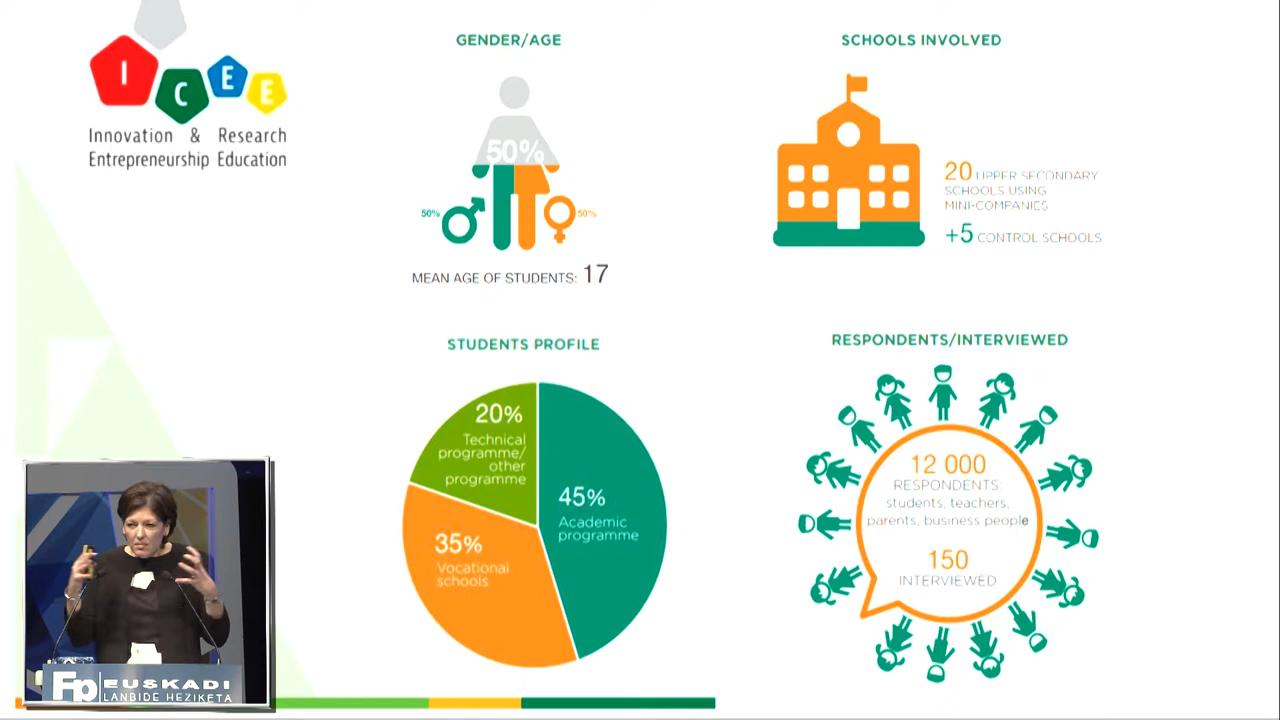 I C E E
Innovation & Research
Entrepreneurship Education
GENDER/AGE
50%
50%
50%
MEAN AGE OF STUDENTS: 17
SCHOOLS INVOLVED
20 UPPER SECONDARY
SCHOOLS USING
MINI-COMPANIES
+5 CONTROL SCHOOLS
STUDENTS PROFILE
20%
Technical
programme/
other
programme
45%
Academic
programme
35%
Vocational
schools
RESPONDENTS/INTERVIEWED
12 000
RESPONDENTS:
students, teachers,
parents, business people
150
INTERVIEWED
Fp EUSKADI
LANBIDE HEZIKETA